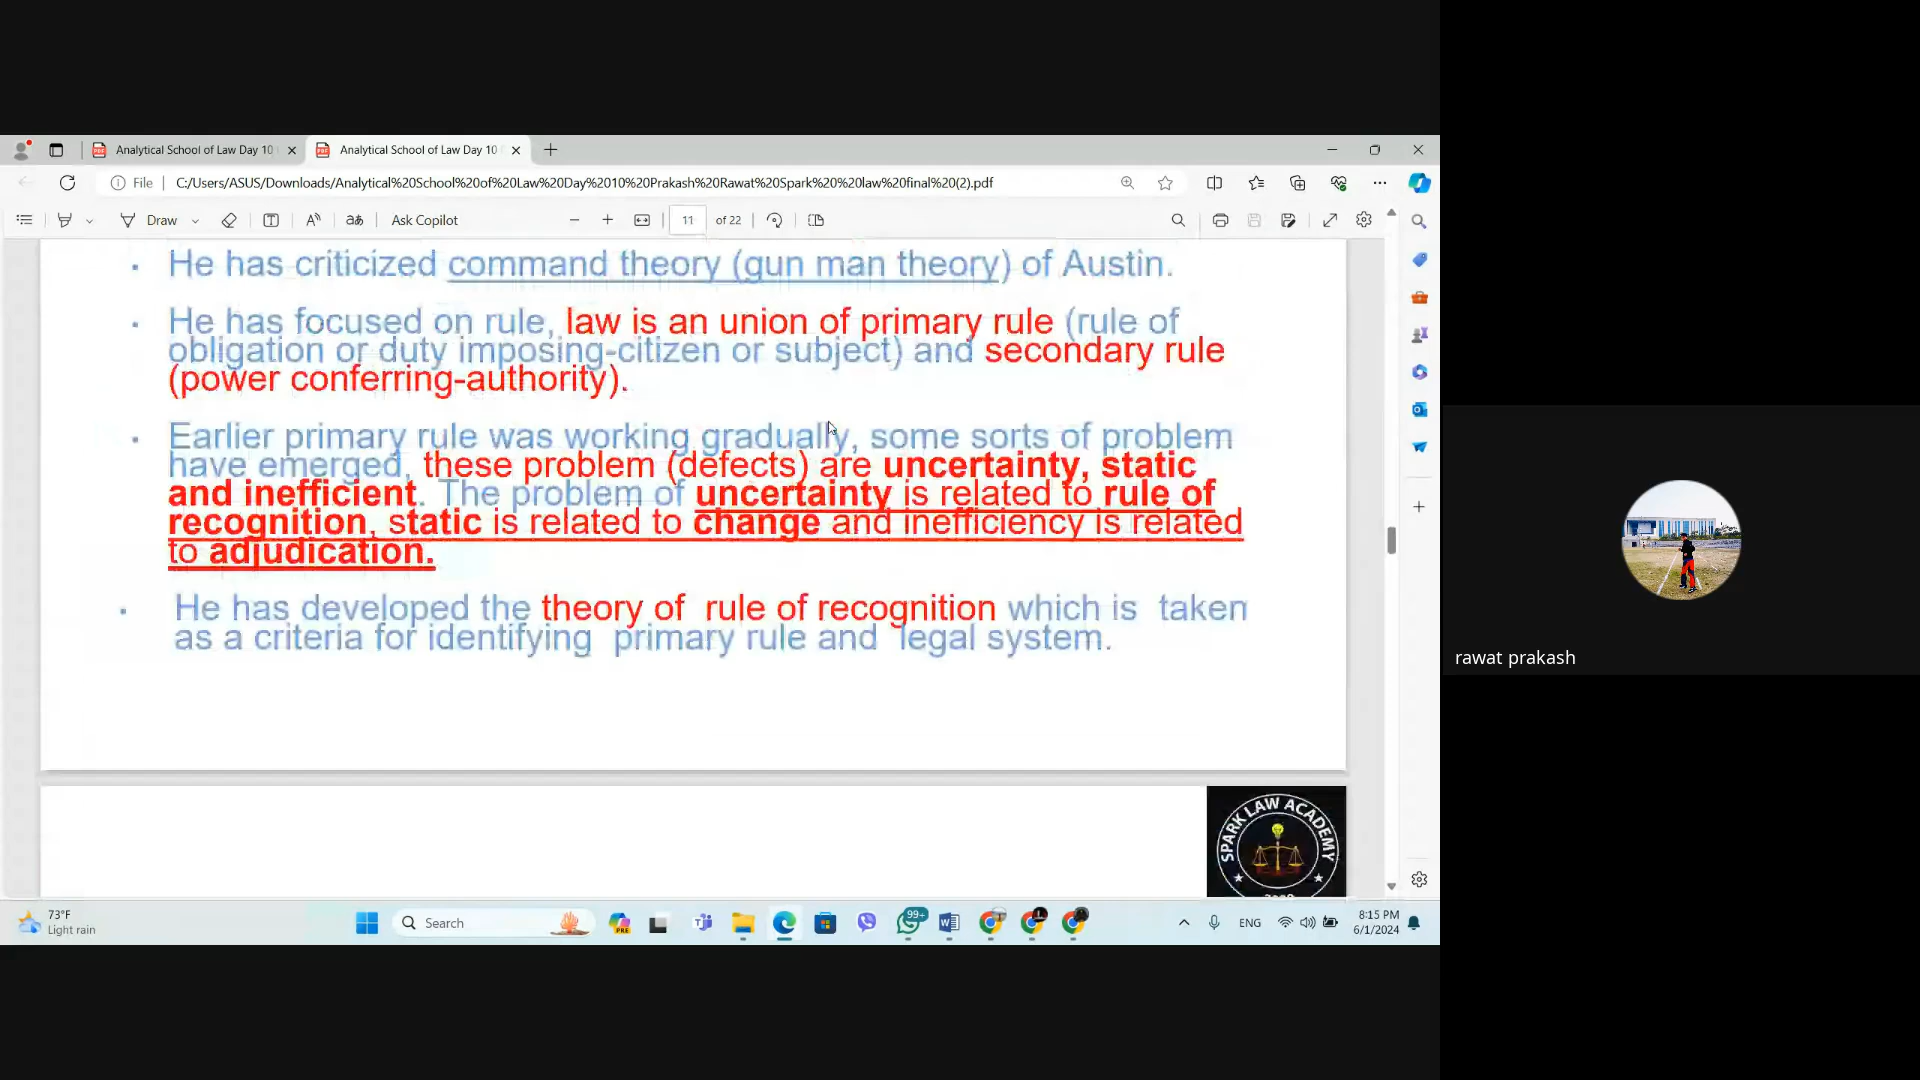 Analytical School of Law Day 10
Analytical School of Law Day 10
File
C:/Users/ASUS/Downloads/Analytical%20School%20of%20Law%20Day%2010%20Prakash%20Rawat%20Spark%20%20law%20final%20(2).pdf
Draw
Ask Copilot
11
of 22
He has criticized command theory (gun man theory) of Austin.
He has focused on rule, law is an union of primary rule (rule of
obligation or duty imposing-citizen or subject) and secondary rule
(power conferring-authority).
Earlier primary rule was working gradually, some sorts of problem
have emerged, these problem (defects) are uncertainty, static
and inefficient. The problem of uncertainty is related to rule of
recognition, static is related to change and inefficiency is related
to adjudication.
He has developed the theory of rule of recognition which is taken
as a criteria for identifying primary rule and legal system.
rawat prakash
SPARK LAW ACADEMY
73°F
Light rain
Search
PRE
99+
ENG
8:15 PM
6/1/2024